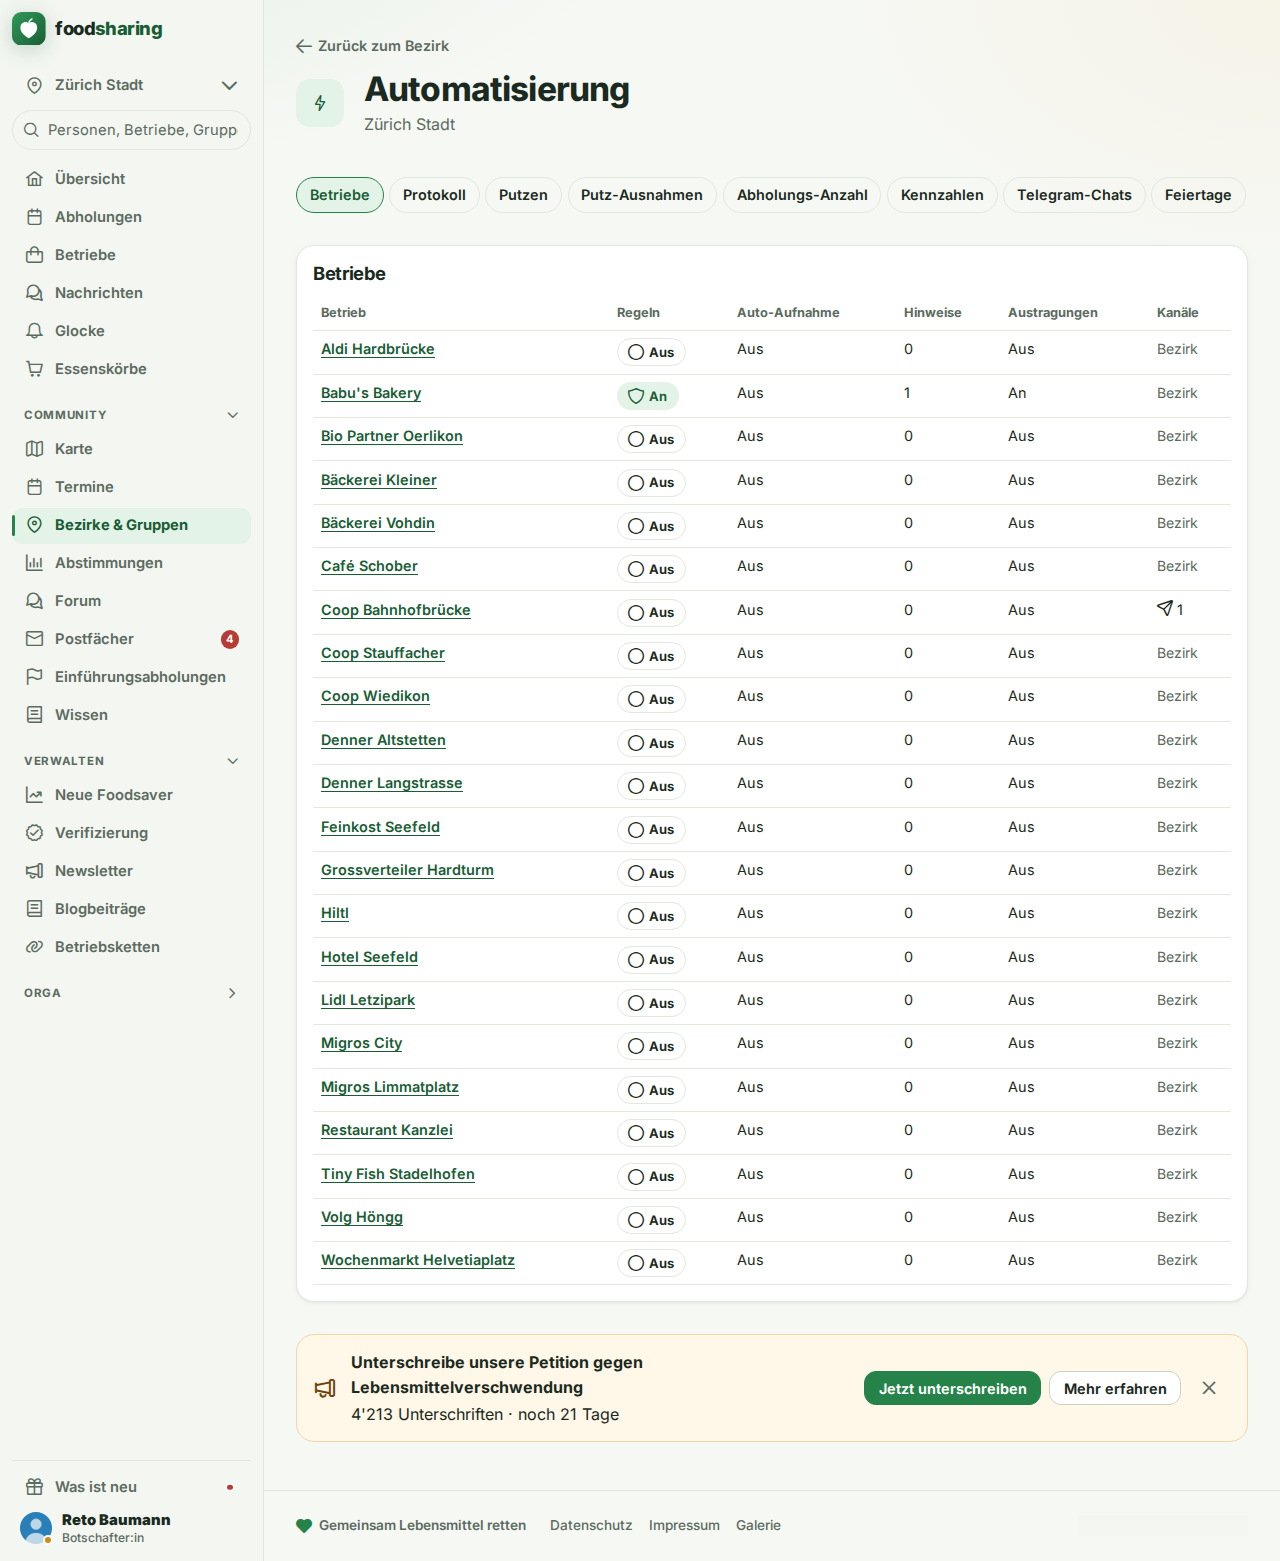 foodsharing
Zürich Stadt
Personen, Betriebe, Grupp
Übersicht
Abholungen
Betriebe
Nachrichten
Glocke
Essenskörbe
COMMUNITY
Karte
Termine
Bezirke & Gruppen
Abstimmungen
Forum
Postfächer 4
Einführungsabholungen
Wissen
VERWALTEN
Neue Foodsaver
Verifizierung
Newsletter
Blogbeiträge
Betriebsketten
ORGA
Was ist neu
Reto Baumann
Botschafter:in
Zurück zum Bezirk
Automatisierung
Zürich Stadt
Betriebe Protokoll Putzen Putz-Ausnahmen Abholungs-Anzahl Kennzahlen Telegram-Chats Feiertage
Betriebe
Betrieb Regeln Auto-Aufnahme Hinweise Austragungen Kanäle
Aldi Hardbrücke Aus Aus 0 Aus Bezirk
Babu's Bakery An Aus 1 An Bezirk
Bio Partner Oerlikon Aus Aus 0 Aus Bezirk
Bäckerei Kleiner Aus Aus 0 Aus Bezirk
Bäckerei Vohdin Aus Aus 0 Aus Bezirk
Café Schober Aus Aus 0 Aus Bezirk
Coop Bahnhofbrücke Aus Aus 0 Aus 1
Coop Stauffacher Aus Aus 0 Aus Bezirk
Coop Wiedikon Aus Aus 0 Aus Bezirk
Denner Altstetten Aus Aus 0 Aus Bezirk
Denner Langstrasse Aus Aus 0 Aus Bezirk
Feinkost Seefeld Aus Aus 0 Aus Bezirk
Grossverteiler Hardturm Aus Aus 0 Aus Bezirk
Hiltl Aus Aus 0 Aus Bezirk
Hotel Seefeld Aus Aus 0 Aus Bezirk
Lidl Letzipark Aus Aus 0 Aus Bezirk
Migros City Aus Aus 0 Aus Bezirk
Migros Limmatplatz Aus Aus 0 Aus Bezirk
Restaurant Kanzlei Aus Aus 0 Aus Bezirk
Tiny Fish Stadelhofen Aus Aus 0 Aus Bezirk
Volg Höngg Aus Aus 0 Aus Bezirk
Wochenmarkt Helvetiaplatz Aus Aus 0 Aus Bezirk
Unterschreibe unsere Petition gegen
Lebensmittelverschwendung
4'213 Unterschriften · noch 21 Tage
Jetzt unterschreiben Mehr erfahren
Gemeinsam Lebensmittel retten Datenschutz Impressum Galerie